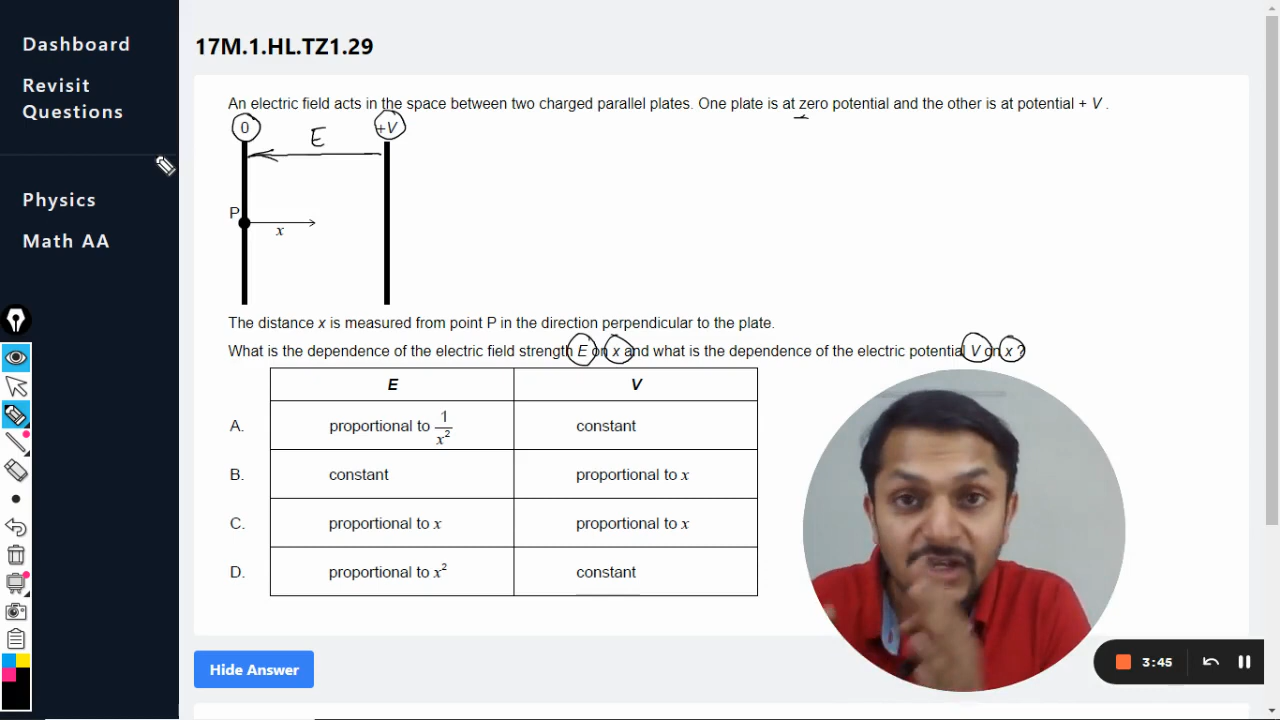 Dashboard
Revisit
Questions
Physics
Math AA
17M.1.HL.TZ1.29
An electric field acts in the space between two charged parallel plates. One plate is at zero potential and the other is at potential + V .
0
E
+V
P
x
The distance x is measured from point P in the direction perpendicular to the plate.
What is the dependence of the electric field strength E on x and what is the dependence of the electric potential V on x ?
E V
A. proportional to 1/x² constant
B. constant proportional to x
C. proportional to x proportional to x
D. proportional to x² constant
Hide Answer
3:45